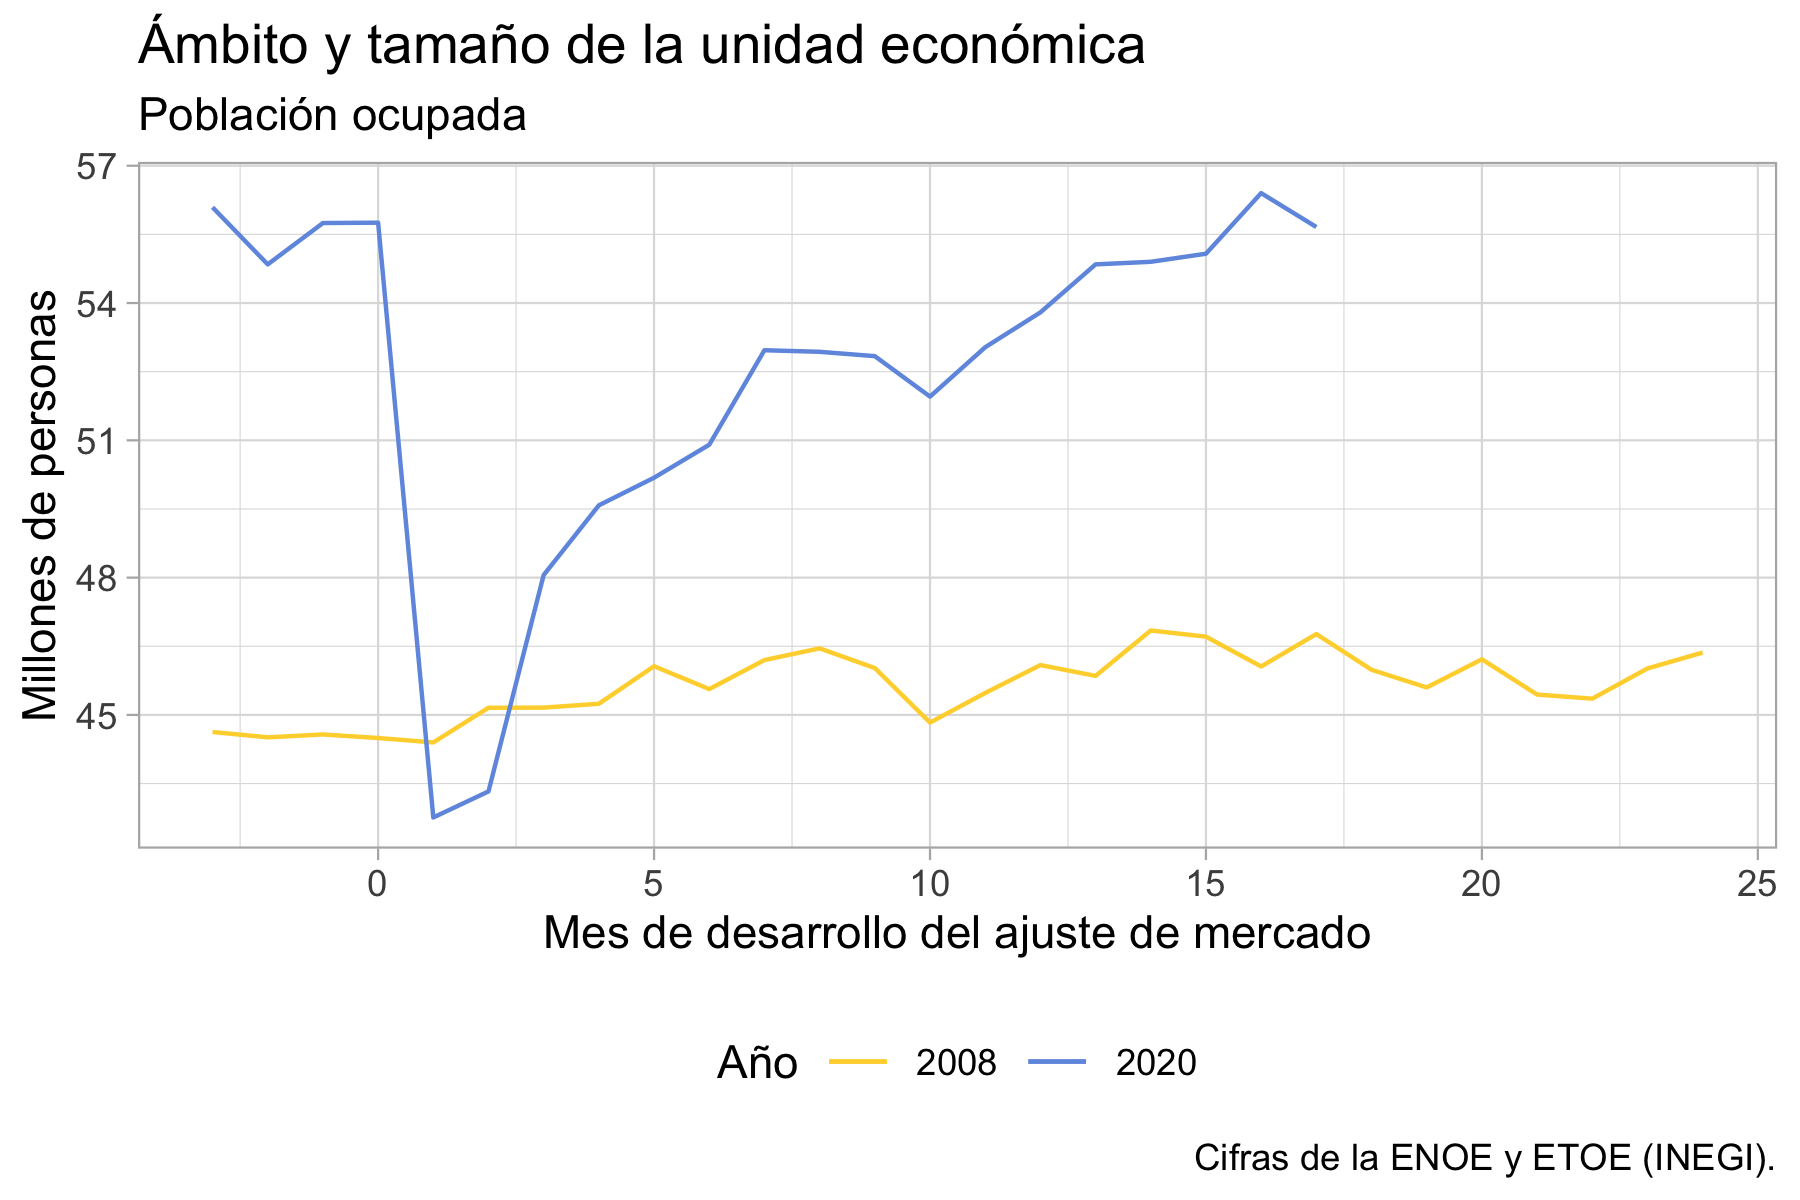 Ámbito y tamaño de la unidad económica
Población ocupada
57
54
51
48
45
Millones de personas
0 5 10 15 20 25
Mes de desarrollo del ajuste de mercado
Año 2008 2020
Cifras de la ENOE y ETOE (INEGI).